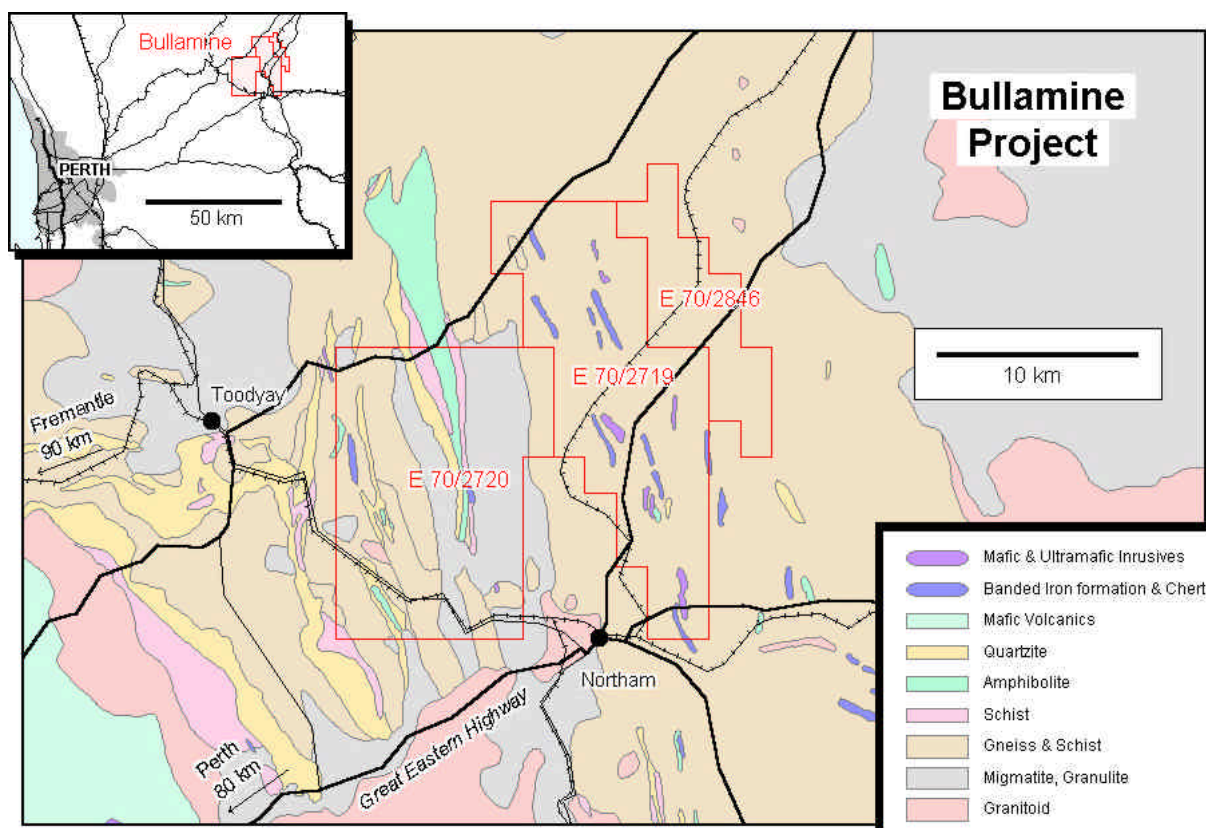 Bullamine
PERTH
50 km
Bullamine
Project
E 70/2846
10 km
E 70/2719
Toodyay
Fremantle
90 km
E 70/2720
Northam
Great Eastern Highway
Perth
80 km
Mafic & Ultramafic Inrusives
Banded Iron formation & Chert
Mafic Volcanics
Quartzite
Amphibolite
Schist
Gneiss & Schist
Migmatite, Granulite
Granitoid